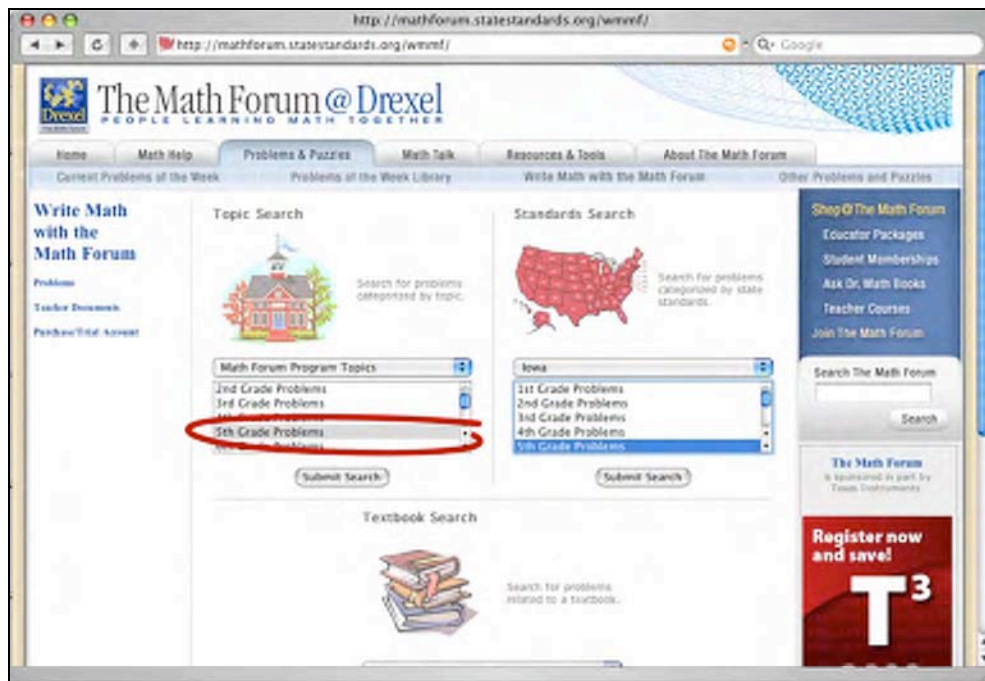 http://mathforum.statestandards.org/wmmf/
http://mathforum.statestandards.org/wmmf/
Google
Drexel
The Math Forum @ Drexel
PEOPLE LEARNING MATH TOGETHER
Home Math Help Problems & Puzzles Math Talk Resources & Tools About The Math Forum
Current Problems of the Week Problems of the Week Library Write Math with the Math Forum Other Problems and Puzzles
Write Math
with the
Math Forum
Problems
Teacher Documents
Purchase Trial Account
Topic Search
Search for problems
categorized by topic.
Math Forum Program Topics
2nd Grade Problems
3rd Grade Problems
4th Grade Problems
5th Grade Problems
Submit Search
Standards Search
Search for problems
categorized by state
standards.
Iowa
1st Grade Problems
2nd Grade Problems
3rd Grade Problems
4th Grade Problems
5th Grade Problems
Submit Search
Textbook Search
Search for problems
related to a textbook.
Shop@The Math Forum
Educator Packages
Student Memberships
Ask Dr. Math Books
Teacher Courses
Join The Math Forum
Search The Math Forum
Search
The Math Forum
is sponsored in part by
Texas Instruments
Register now
and save!
T3